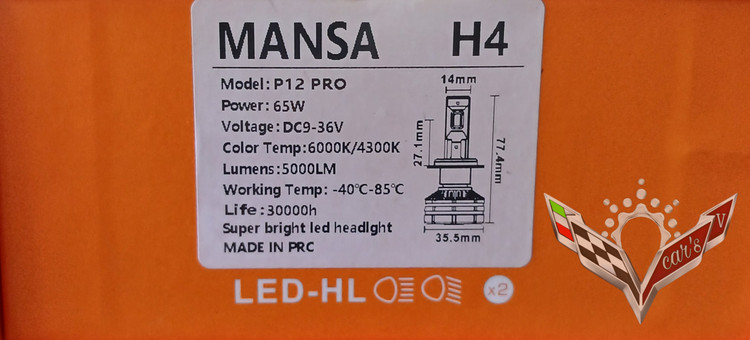 MANSA H4
Model: P12 PRO
Power: 65W
Voltage: DC9-36V
Color Temp:6000K/4300K
Lumens:5000LM
Working Temp: -40℃-85℃
Life :30000h
Super bright led headlght
MADE IN PRC
14mm
27.1mm
77.4mm
35.5mm
LED-HL x2
car's V